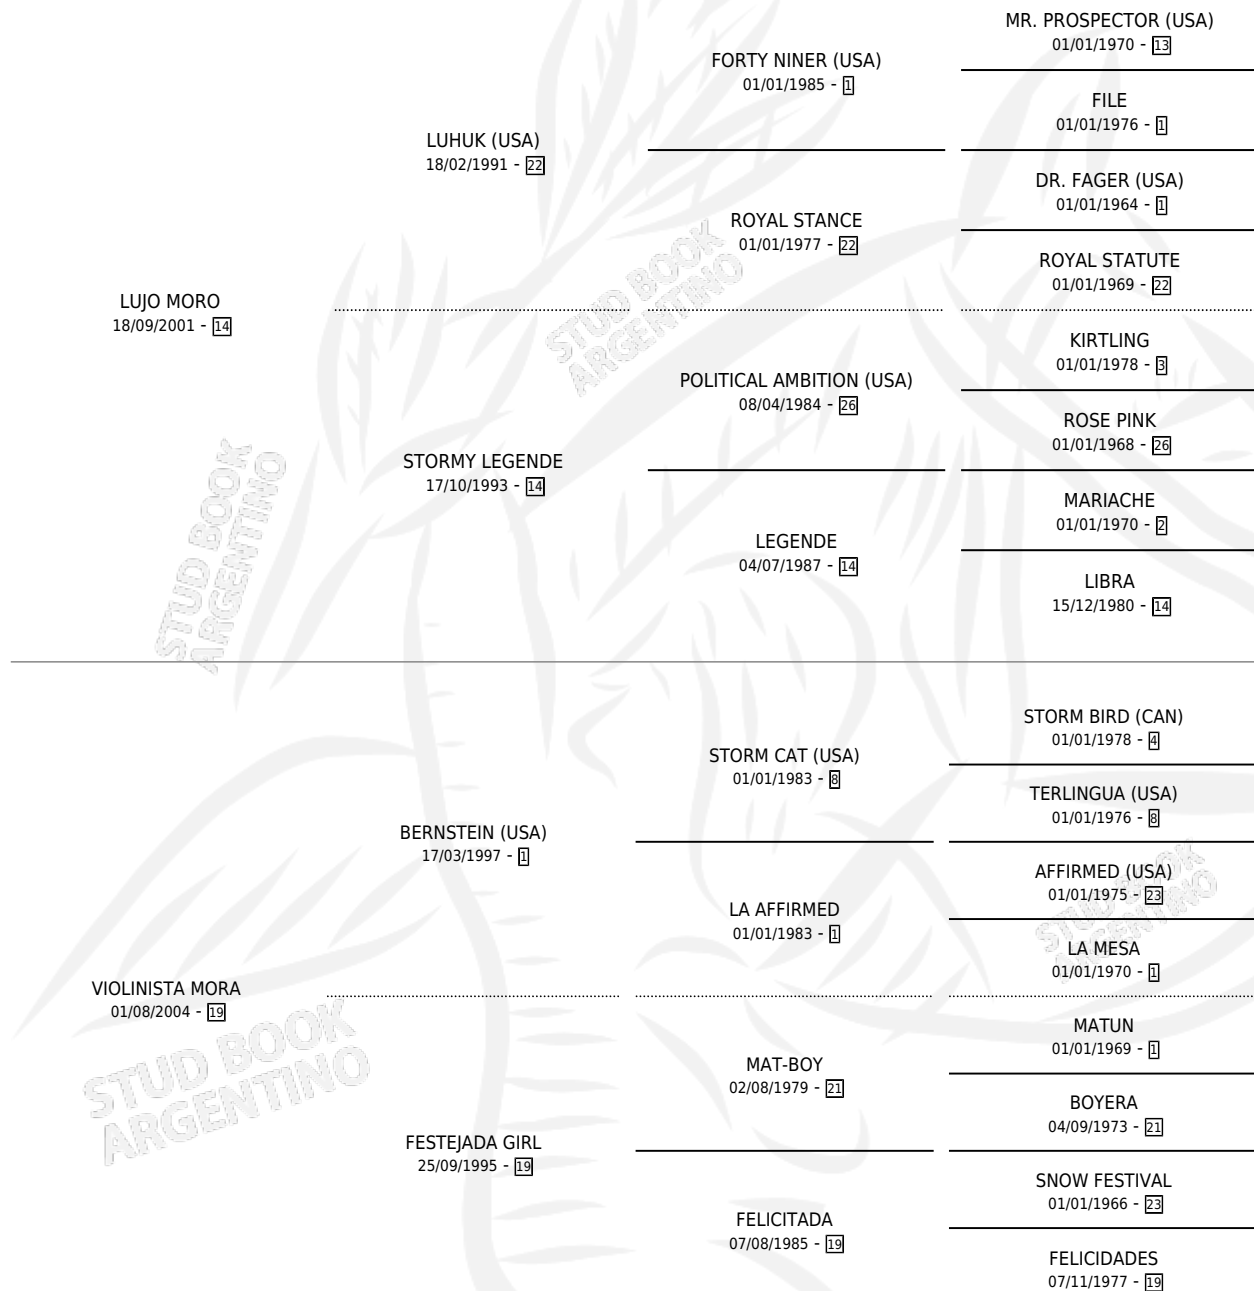 MR. PROSPECTOR (USA)
01/01/1970 - 13
FORTY NINER (USA)
01/01/1985 - 1
FILE
01/01/1976 - 1
LUHUK (USA)
18/02/1991 - 22
DR. FAGER (USA)
01/01/1964 - 1
ROYAL STANCE
01/01/1977 - 22
ROYAL STATUTE
01/01/1969 - 22
LUJO MORO
18/09/2001 - 14
KIRTLING
01/01/1978 - 3
POLITICAL AMBITION (USA)
08/04/1984 - 26
ROSE PINK
01/01/1968 - 26
STORMY LEGENDE
17/10/1993 - 14
MARIACHE
01/01/1970 - 2
LEGENDE
04/07/1987 - 14
LIBRA
15/12/1980 - 14
STORM BIRD (CAN)
01/01/1978 - 4
STORM CAT (USA)
01/01/1983 - 8
TERLINGUA (USA)
01/01/1976 - 8
BERNSTEIN (USA)
17/03/1997 - 1
AFFIRMED (USA)
01/01/1975 - 23
LA AFFIRMED
01/01/1983 - 1
LA MESA
01/01/1970 - 1
VIOLINISTA MORA
01/08/2004 - 19
MATUN
01/01/1969 - 1
MAT-BOY
02/08/1979 - 21
BOYERA
04/09/1973 - 21
FESTEJADA GIRL
25/09/1995 - 19
SNOW FESTIVAL
01/01/1966 - 23
FELICITADA
07/08/1985 - 19
FELICIDADES
07/11/1977 - 19
STUD BOOK
ARGENTINO
STUD BOOK
ARGENTINO
STUD BOOK
ARGENTINO
STUD BOOK
ARGENTINO